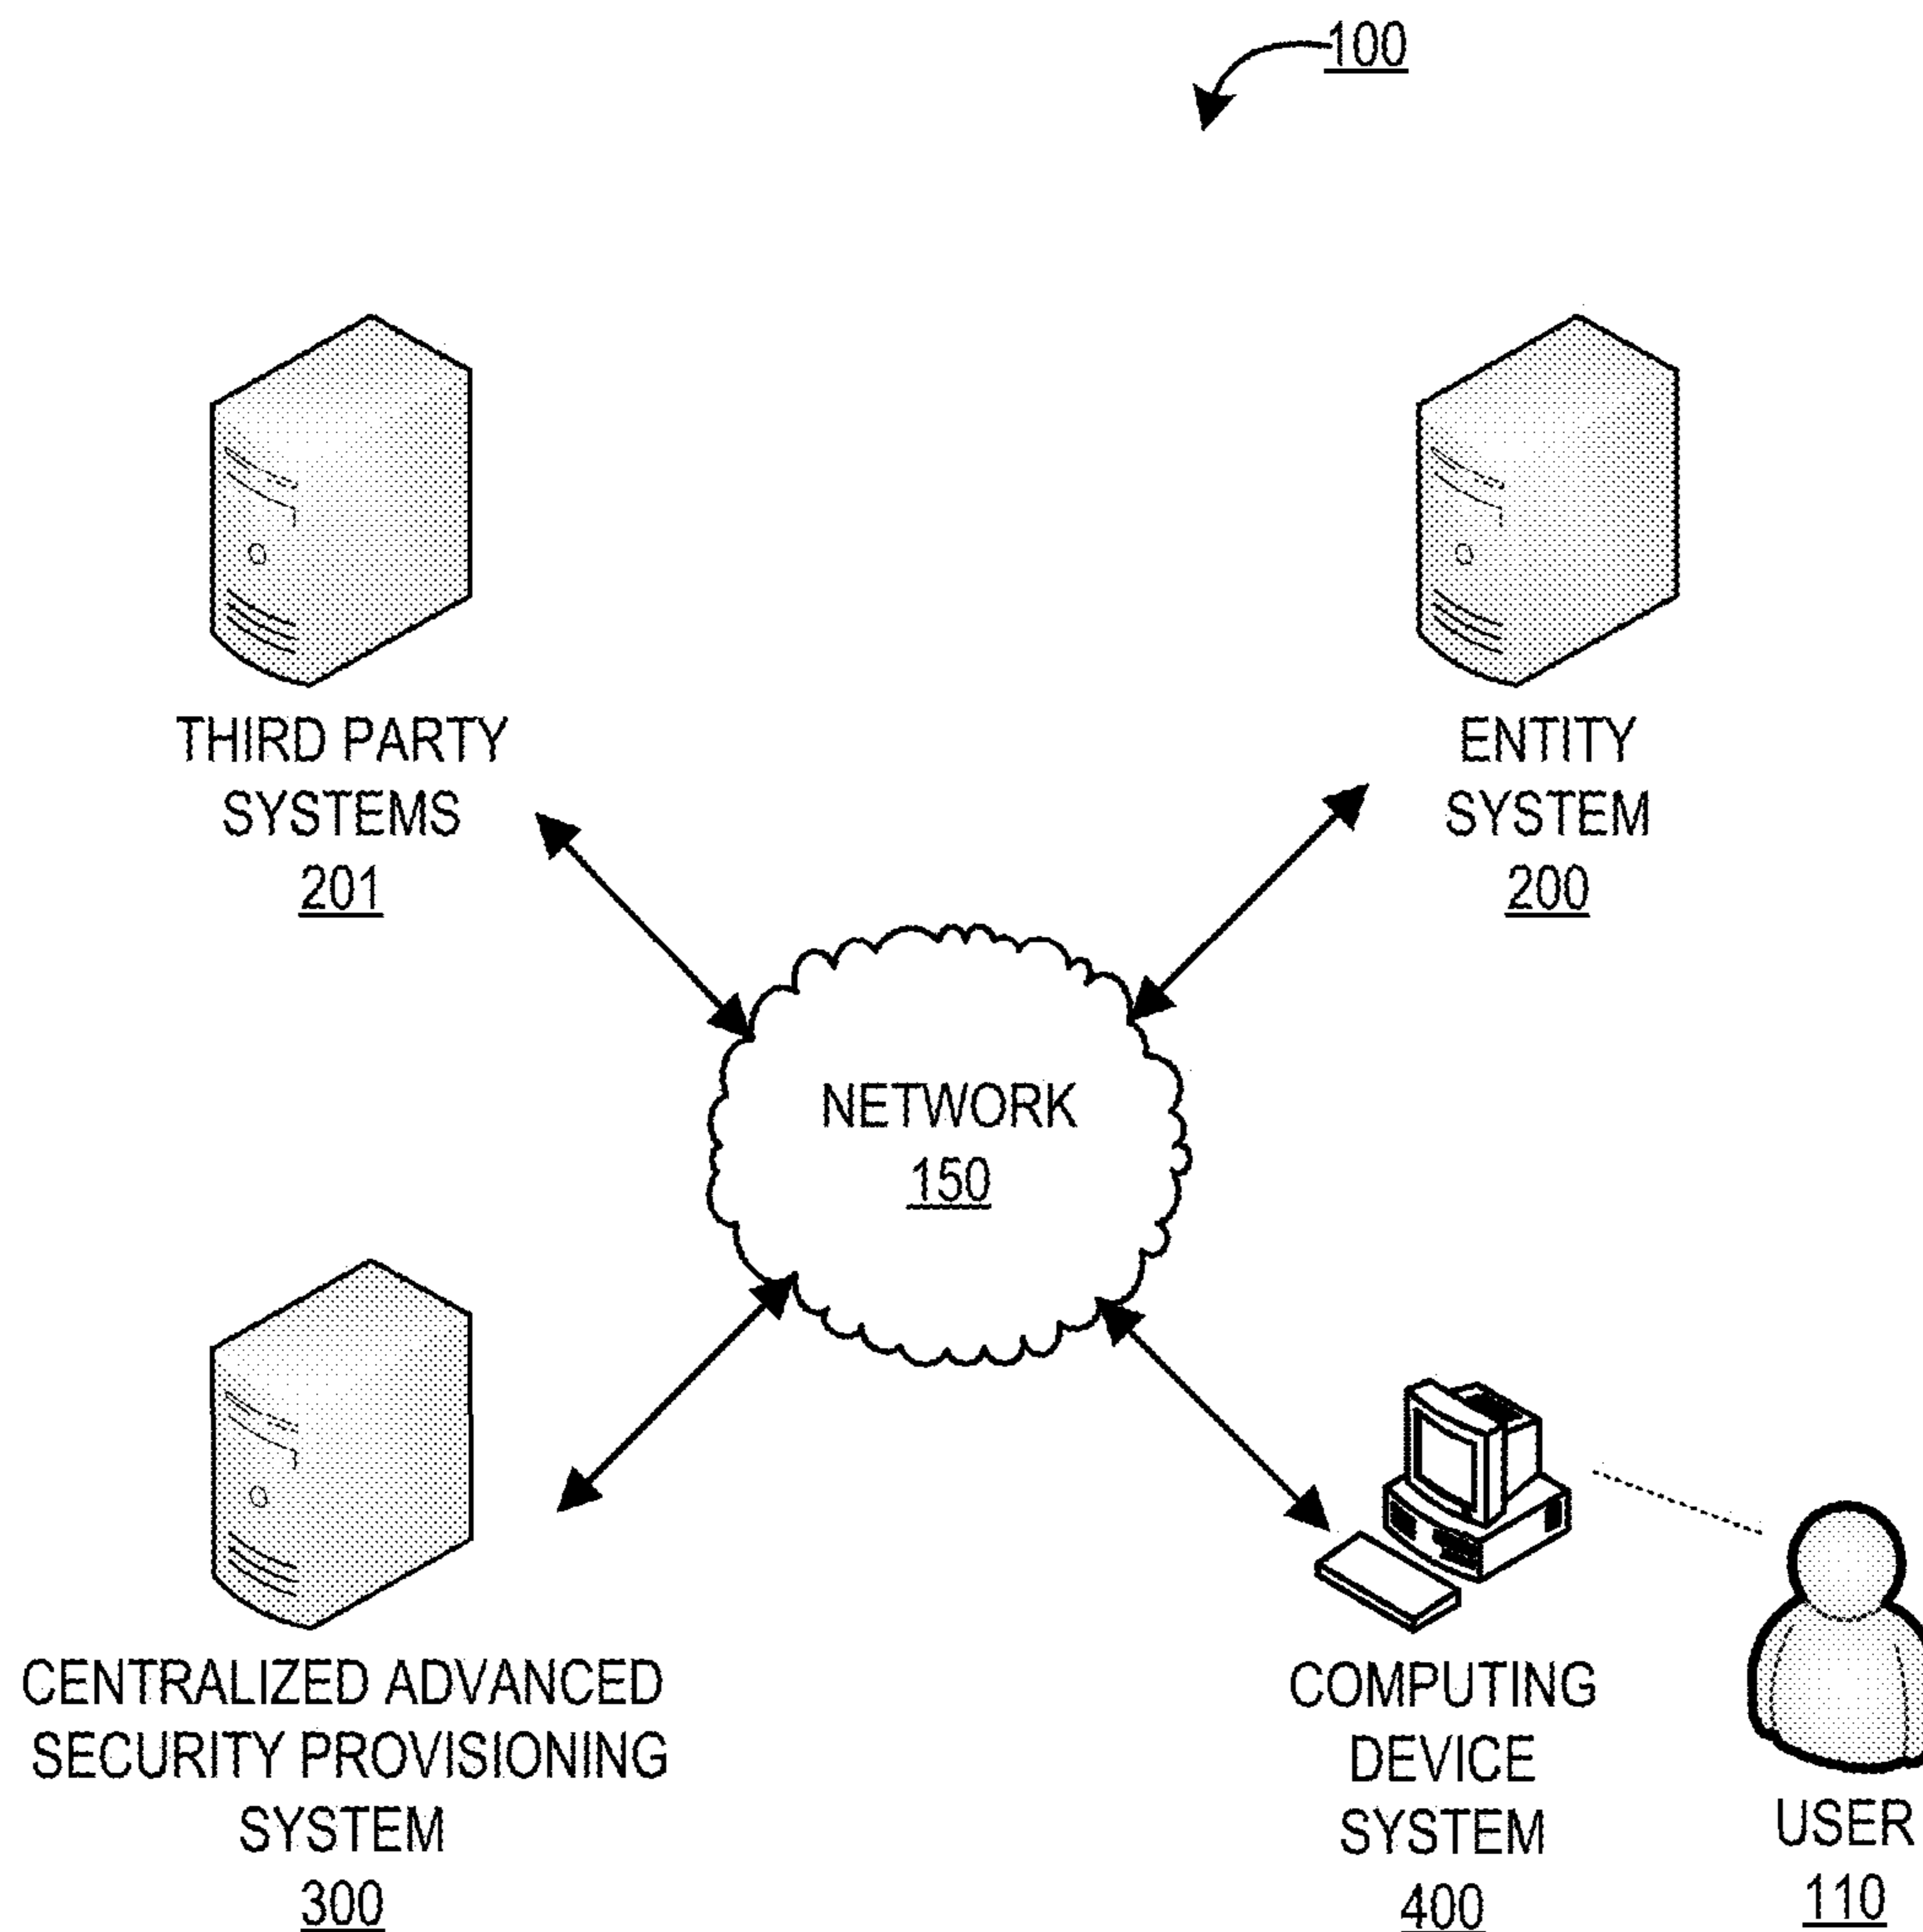 100
THIRD PARTY
SYSTEMS
201
ENTITY
SYSTEM
200
NETWORK
150
CENTRALIZED ADVANCED
SECURITY PROVISIONING
SYSTEM
300
COMPUTING
DEVICE
SYSTEM
400
USER
110